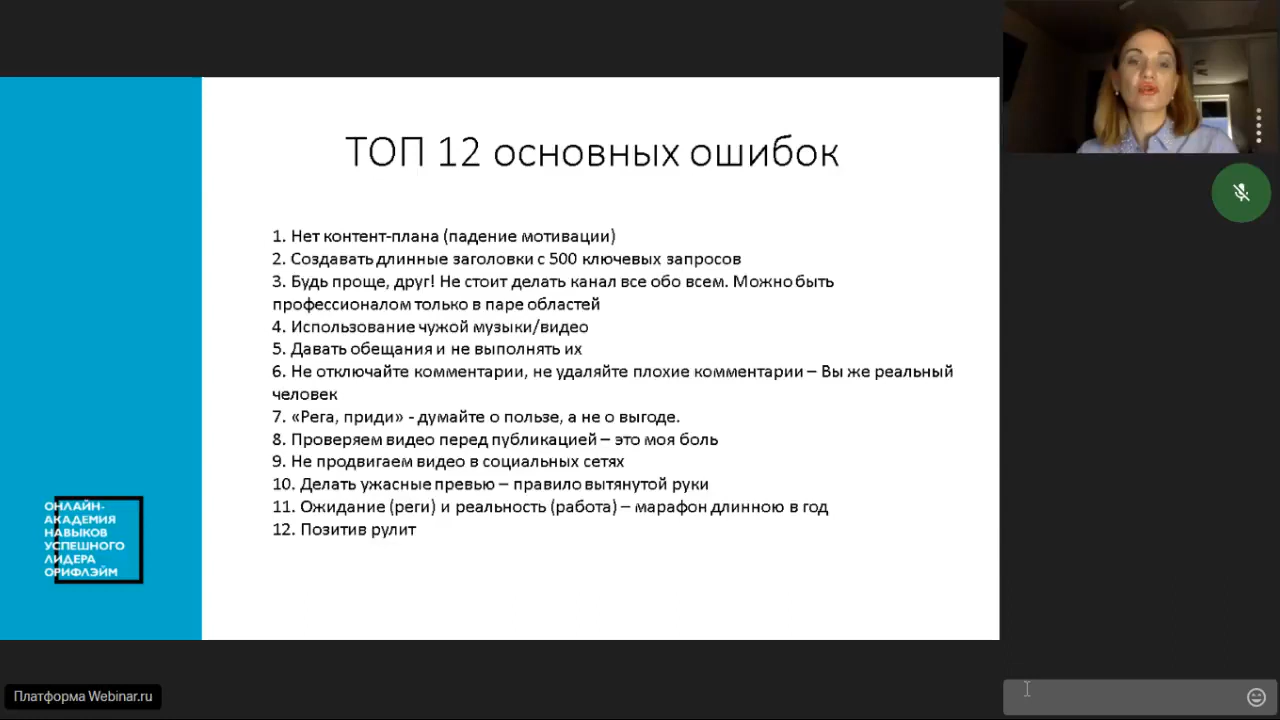 ТОП 12 основных ошибок
1. Нет контент-плана (падение мотивации)
2. Создавать длинные заголовки с 500 ключевых запросов
3. Будь проще, друг! Не стоит делать канал все обо всем. Можно быть
профессионалом только в паре областей
4. Использование чужой музыки/видео
5. Давать обещания и не выполнять их
6. Не отключайте комментарии, не удаляйте плохие комментарии – Вы же реальный
человек
7. «Рега, приди» - думайте о пользе, а не о выгоде.
8. Проверяем видео перед публикацией – это моя боль
9. Не продвигаем видео в социальных сетях
10. Делать ужасные превью – правило вытянутой руки
11. Ожидание (реги) и реальность (работа) – марафон длинною в год
12. Позитив рулит
ОНЛАЙН-
АКАДЕМИЯ
НАВЫКОВ
УСПЕШНОГО
ЛИДЕРА
ОРИФЛЭЙМ
Платформа Webinar.ru